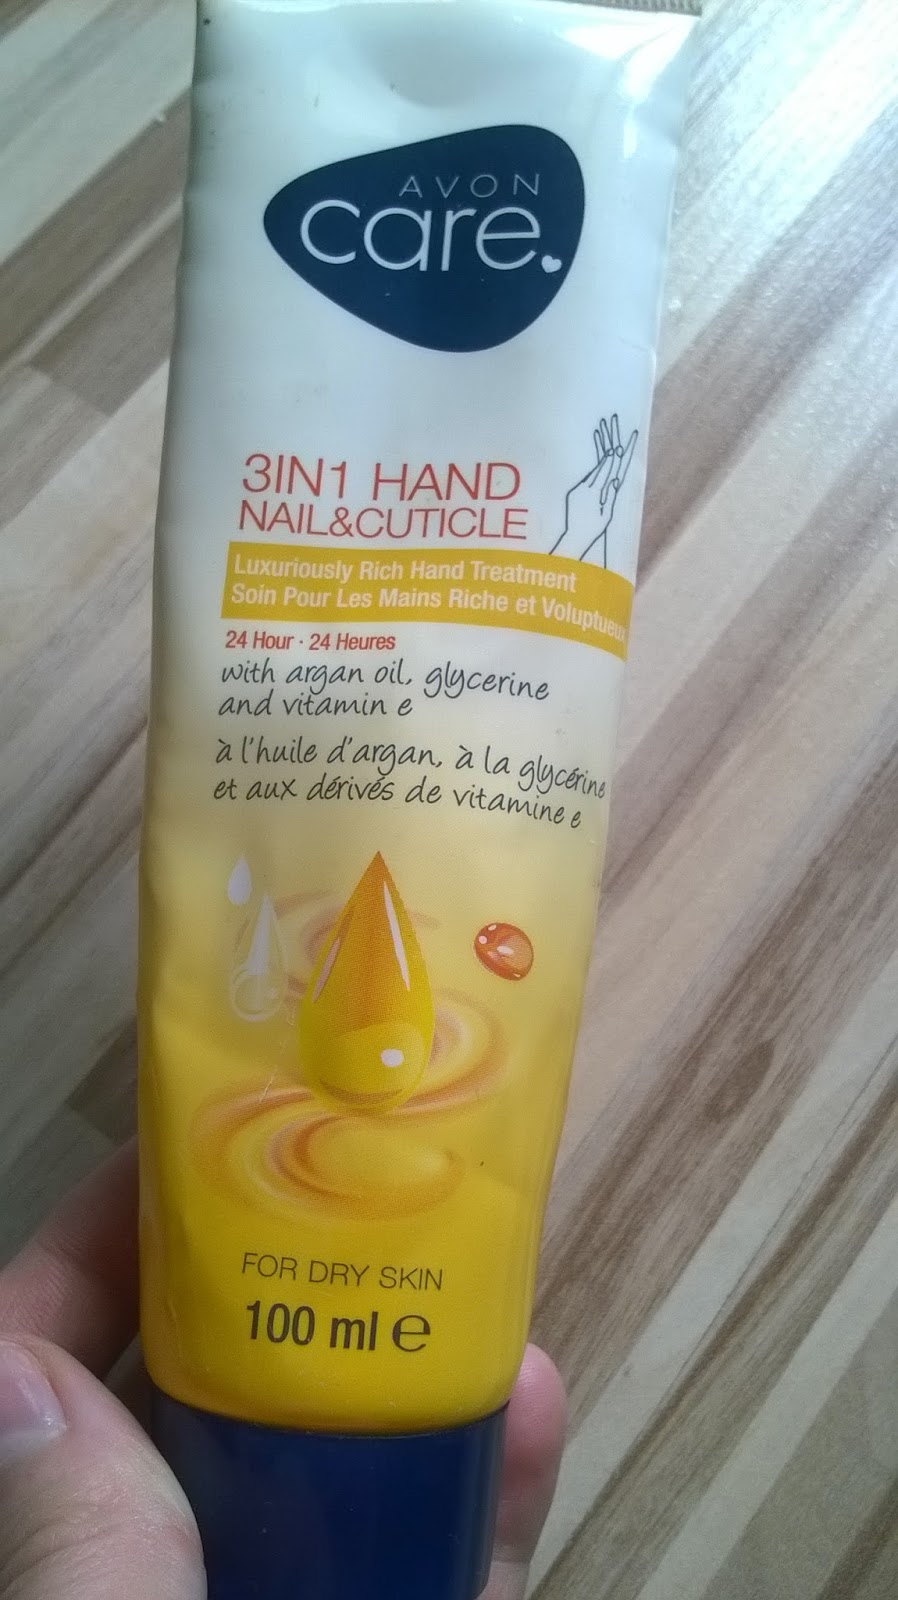 AVON
care.
3IN1 HAND
NAIL&CUTICLE
Luxuriously Rich Hand Treatment
Soin Pour Les Mains Riche et Voluptueux
24 Hour · 24 Heures
with argan oil, glycerine
and vitamin e
à l'huile d'argan, à la glycérine
et aux dérivés de vitamine e
FOR DRY SKIN
100 ml ℮